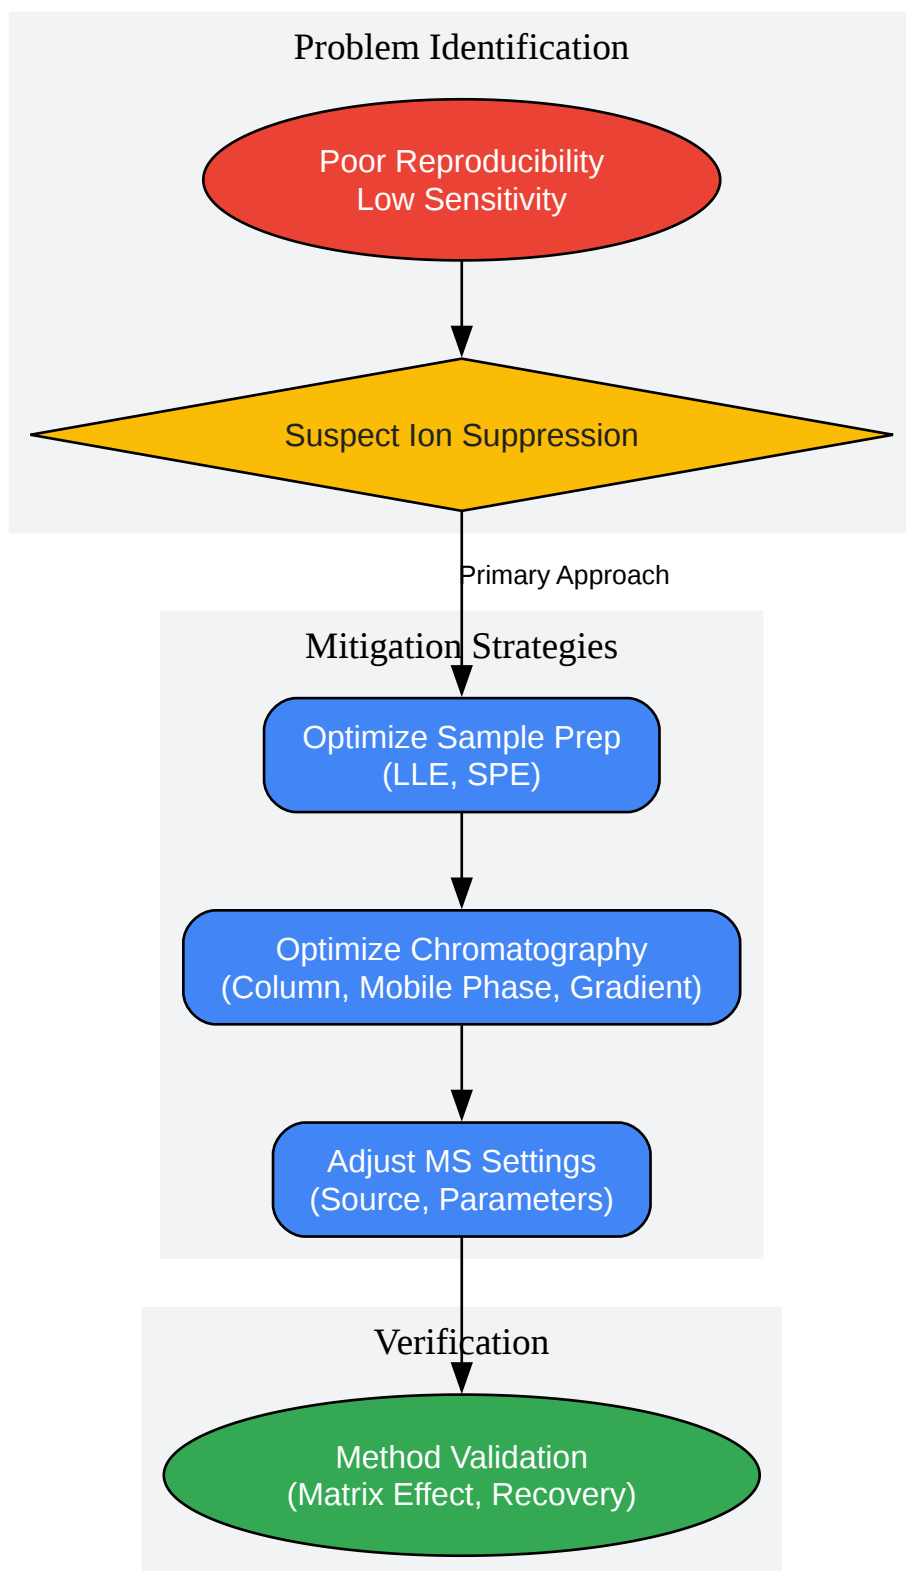 Problem Identification
Poor Reproducibility
Low Sensitivity
Suspect Ion Suppression
Primary Approach
Mitigation Strategies
Optimize Sample Prep
(LLE, SPE)
Optimize Chromatography
(Column, Mobile Phase, Gradient)
Adjust MS Settings
(Source, Parameters)
Verification
Method Validation
(Matrix Effect, Recovery)